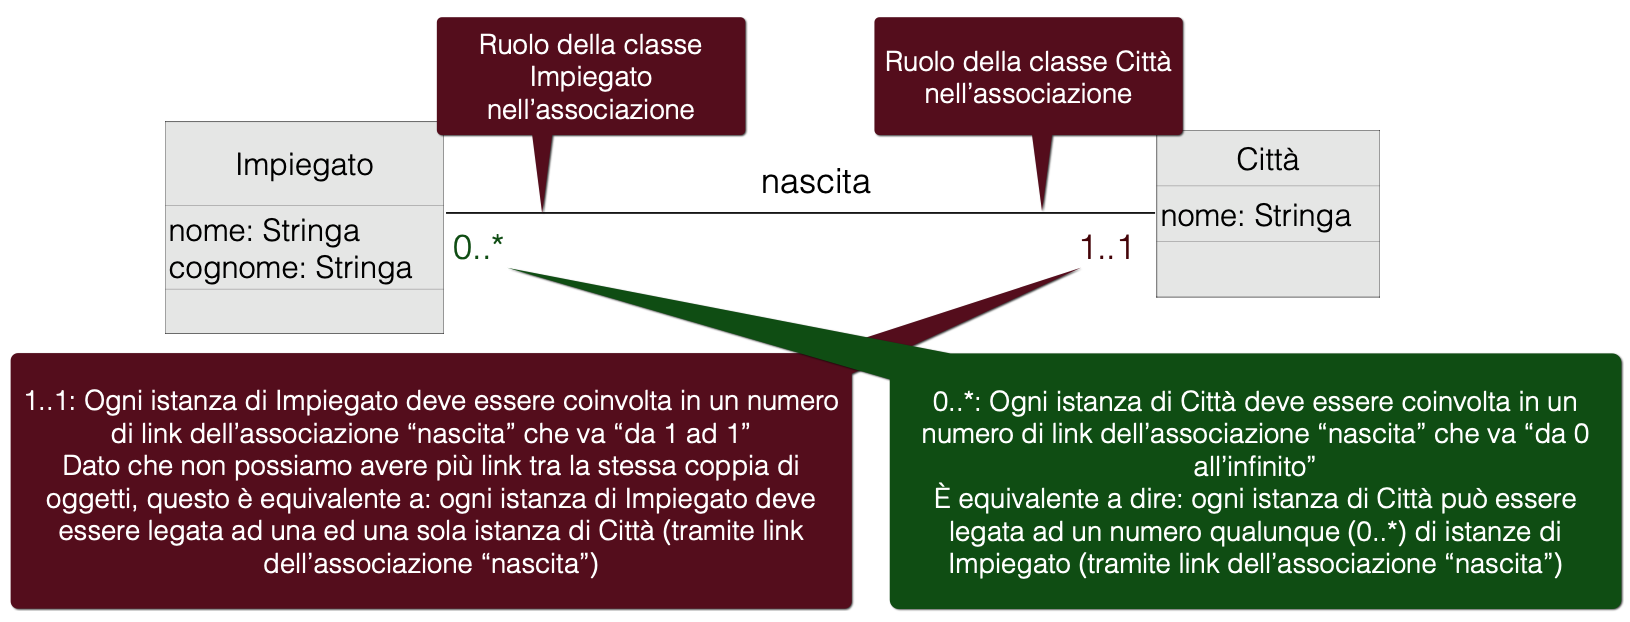 Ruolo della classe
Impiegato
nell’associazione
Ruolo della classe Città
nell’associazione
Impiegato
nome: Stringa
cognome: Stringa
nascita
0..*
1..1
Città
nome: Stringa
1..1: Ogni istanza di Impiegato deve essere coinvolta in un numero
di link dell’associazione “nascita” che va “da 1 ad 1”
Dato che non possiamo avere più link tra la stessa coppia di
oggetti, questo è equivalente a: ogni istanza di Impiegato deve
essere legata ad una ed una sola istanza di Città (tramite link
dell’associazione “nascita”)
0..*: Ogni istanza di Città deve essere coinvolta in un
numero di link dell’associazione “nascita” che va “da 0
all’infinito”
È equivalente a dire: ogni istanza di Città può essere
legata ad un numero qualunque (0..*) di istanze di
Impiegato (tramite link dell’associazione “nascita”)